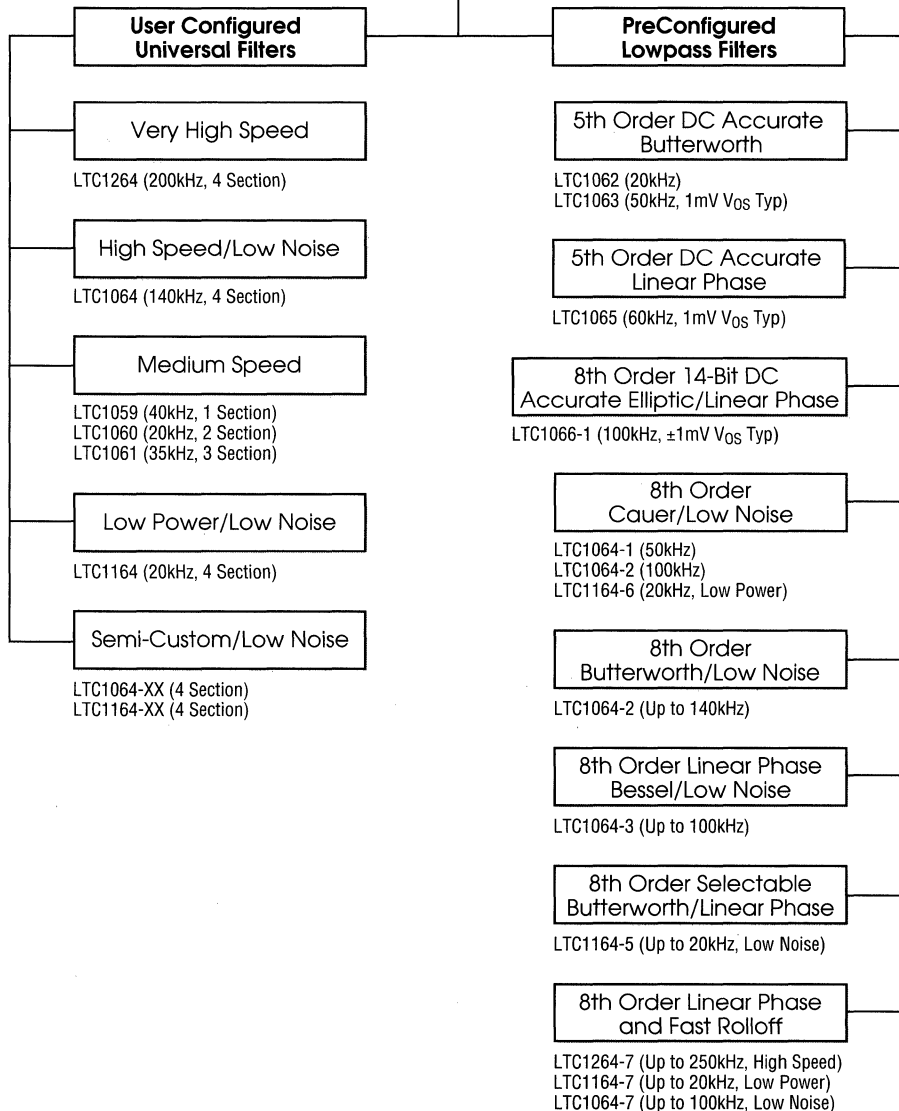 User Configured
Universal Filters
Very High Speed
LTC1264 (200kHz, 4 Section)
High Speed/Low Noise
LTC1064 (140kHz, 4 Section)
Medium Speed
LTC1059 (40kHz, 1 Section)
LTC1060 (20kHz, 2 Section)
LTC1061 (35kHz, 3 Section)
Low Power/Low Noise
LTC1164 (20kHz, 4 Section)
Semi-Custom/Low Noise
LTC1064-XX (4 Section)
LTC1164-XX (4 Section)
PreConfigured
Lowpass Filters
5th Order DC Accurate
Butterworth
LTC1062 (20kHz)
LTC1063 (50kHz, 1mV VOS Typ)
5th Order DC Accurate
Linear Phase
LTC1065 (60kHz, 1mV VOS Typ)
8th Order 14-Bit DC
Accurate Elliptic/Linear Phase
LTC1066-1 (100kHz, ±1mV VOS Typ)
8th Order
Cauer/Low Noise
LTC1064-1 (50kHz)
LTC1064-2 (100kHz)
LTC1164-6 (20kHz, Low Power)
8th Order
Butterworth/Low Noise
LTC1064-2 (Up to 140kHz)
8th Order Linear Phase
Bessel/Low Noise
LTC1064-3 (Up to 100kHz)
8th Order Selectable
Butterworth/Linear Phase
LTC1164-5 (Up to 20kHz, Low Noise)
8th Order Linear Phase
and Fast Rolloff
LTC1264-7 (Up to 250kHz, High Speed)
LTC1164-7 (Up to 20kHz, Low Power)
LTC1064-7 (Up to 100kHz, Low Noise)